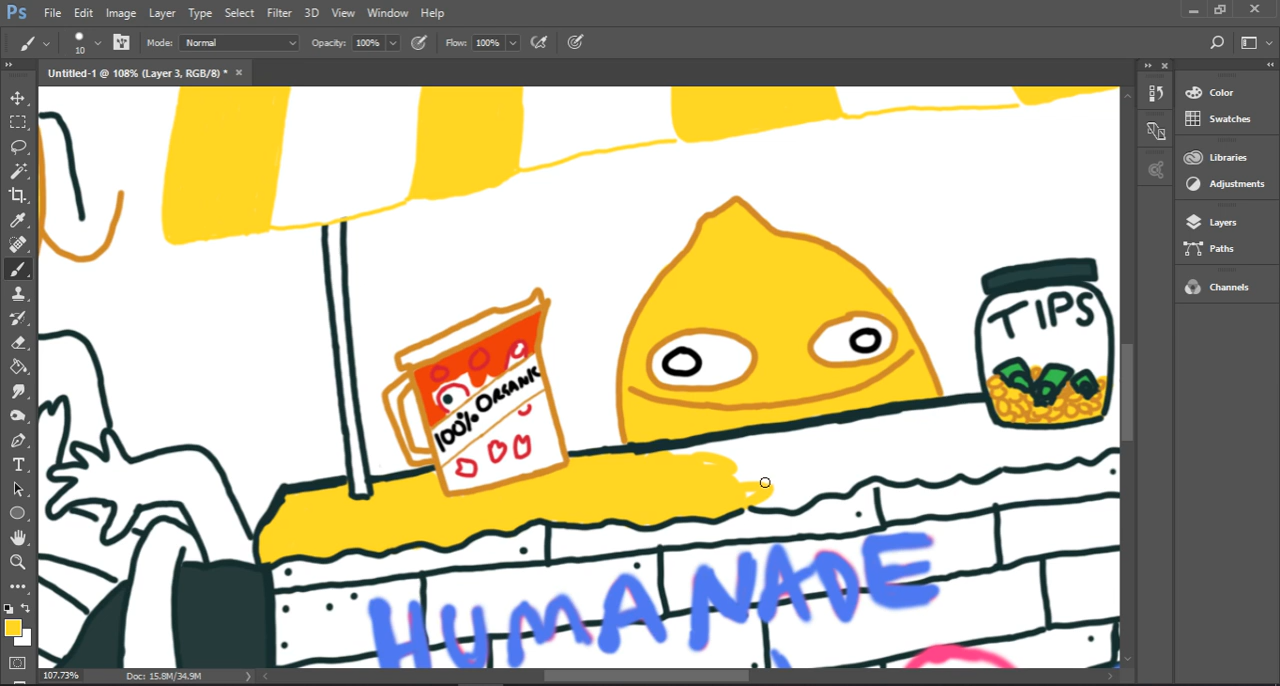 Ps File Edit Image Layer Type Select Filter 3D View Window Help
10 Mode: Normal Opacity: 100% Flow: 100%
Untitled-1 @ 108% (Layer 3, RGB/8) * ×
Color
Swatches
Libraries
Adjustments
Layers
Paths
Channels
TIPS
100% ORGANIC
HUMANADE
107.73% Doc: 15.8M/34.9M